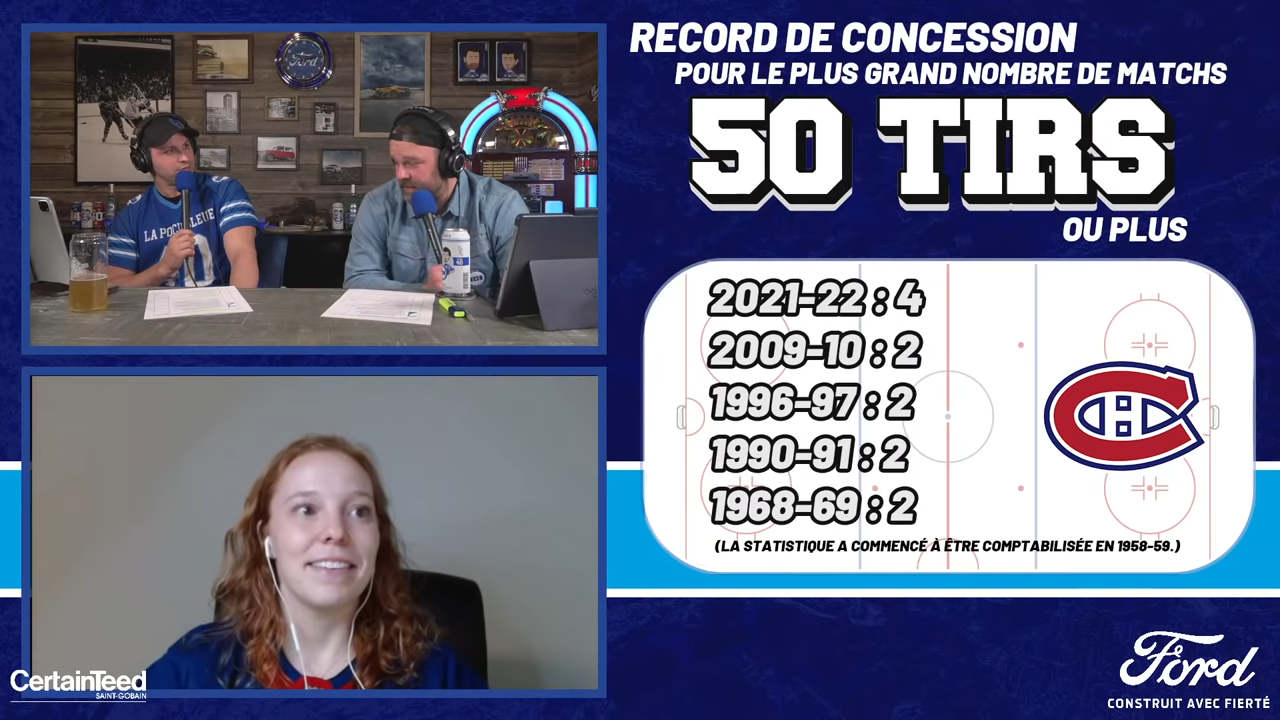 RECORD DE CONCESSION
POUR LE PLUS GRAND NOMBRE DE MATCHS
50 TIRS
OU PLUS
2021-22 : 4
2009-10 : 2
1996-97 : 2
1990-91 : 2
1968-69 : 2
(LA STATISTIQUE A COMMENCÉ À ÊTRE COMPTABILISÉE EN 1958-59.)
Ford
LA POCHE BLEUE
CertainTeed
SAINT-GOBAIN
Ford
CONSTRUIT AVEC FIERTÉ